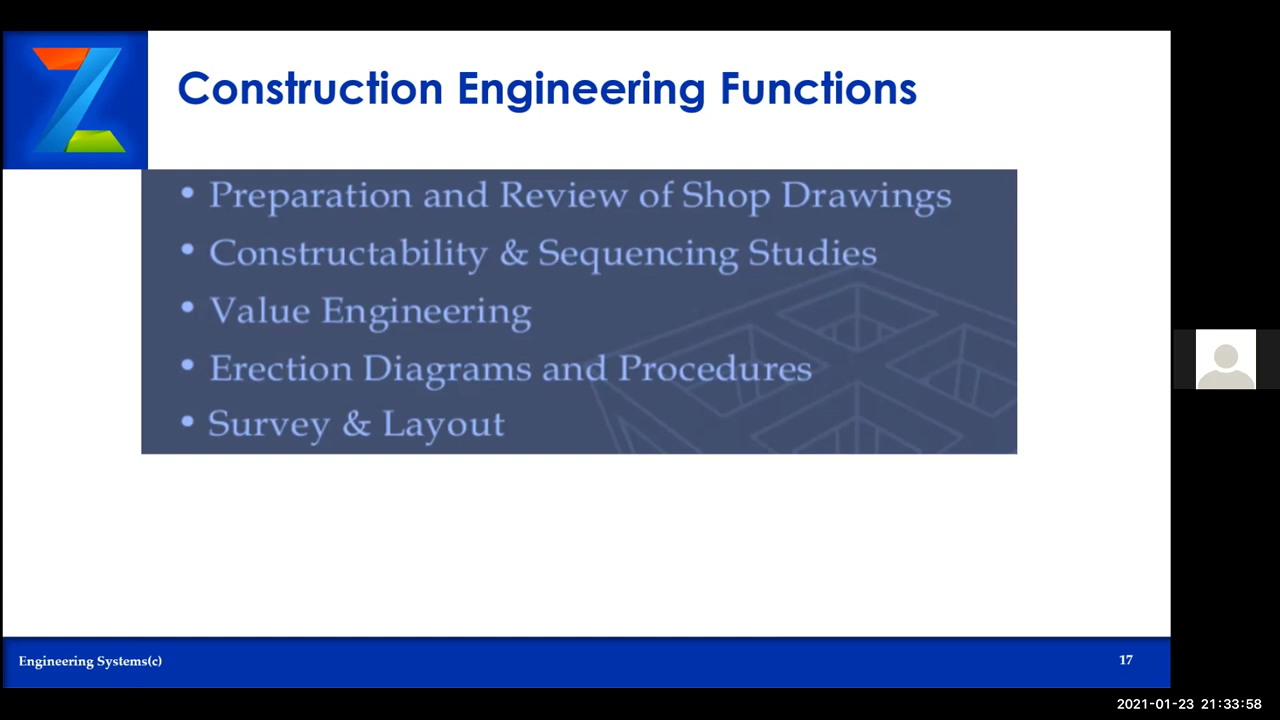 Construction Engineering Functions
• Preparation and Review of Shop Drawings
• Constructability & Sequencing Studies
• Value Engineering
• Erection Diagrams and Procedures
• Survey & Layout
Engineering Systems(c)
17
2021-01-23 21:33:58